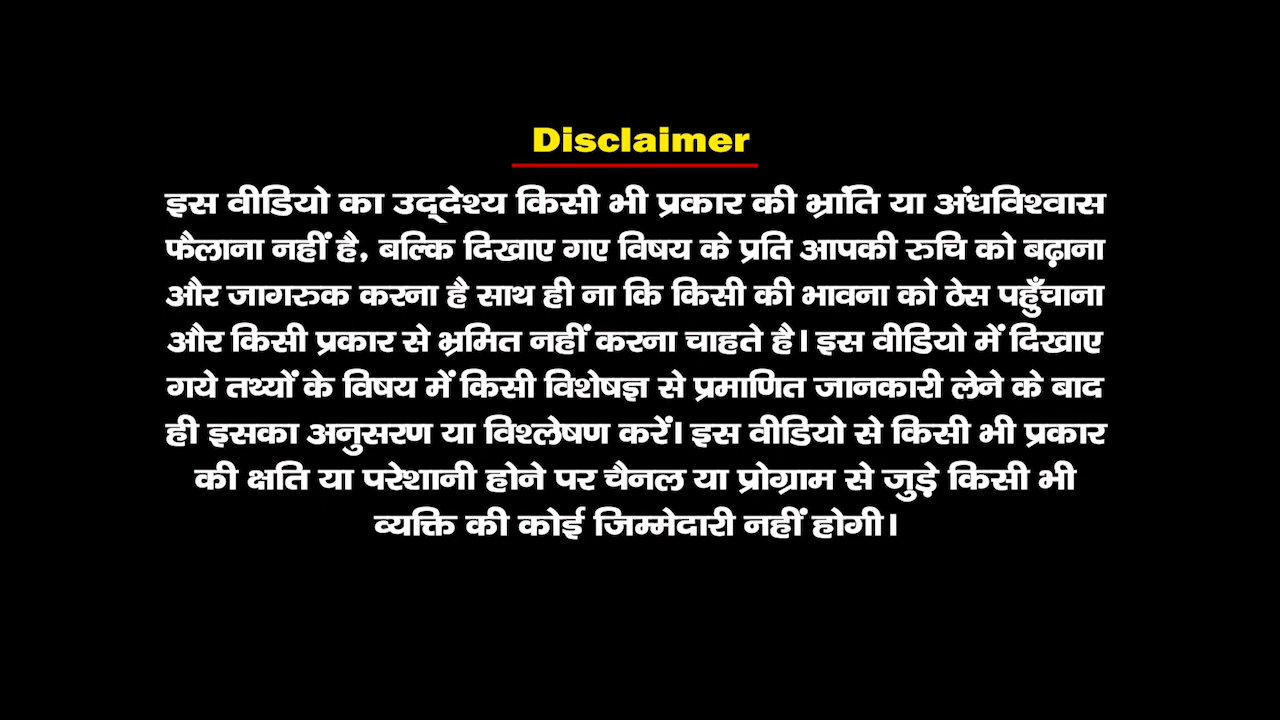 Disclaimer
इस वीडियो का उद्देश्य किसी भी प्रकार की भ्रांति या अंधविश्वास
फैलाना नहीं है, बल्कि दिखाए गए विषय के प्रति आपकी रुचि को बढ़ाना
और जागरुक करना है साथ ही ना कि किसी की भावना को ठेस पहुँचाना
और किसी प्रकार से भ्रमित नहीं करना चाहते है। इस वीडियो में दिखाए
गये तथ्यों के विषय में किसी विशेषज्ञ से प्रमाणित जानकारी लेने के बाद
ही इसका अनुसरण या विश्लेषण करें। इस वीडियो से किसी भी प्रकार
की क्षति या परेशानी होने पर चैनल या प्रोग्राम से जुड़े किसी भी
व्यक्ति की कोई जिम्मेदारी नहीं होगी।